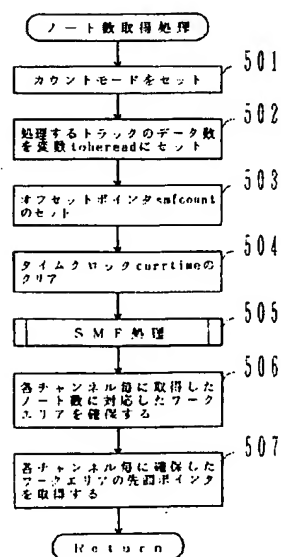 ノート数取得処理
501
カウントモードをセット
502
処理するトラックのデータ数
を変数tobereadにセット
503
オフセットポインタsmfcount
のセット
504
タイムクロックcurrtimeの
クリア
505
SMF処理
506
各チャンネル毎に取得した
ノート数に対応したワーク
エリアを確保する
507
各チャンネル毎に確保した
ワークエリアの先頭ポインタ
を取得する
Return